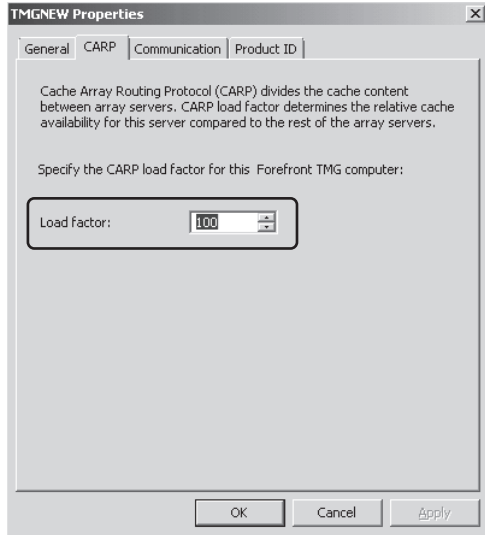 TMGNEW Properties
General CARP Communication Product ID
Cache Array Routing Protocol (CARP) divides the cache content
between array servers. CARP load factor determines the relative cache
availability for this server compared to the rest of the array servers.
Specify the CARP load factor for this Forefront TMG computer:
Load factor: 100
OK Cancel Apply